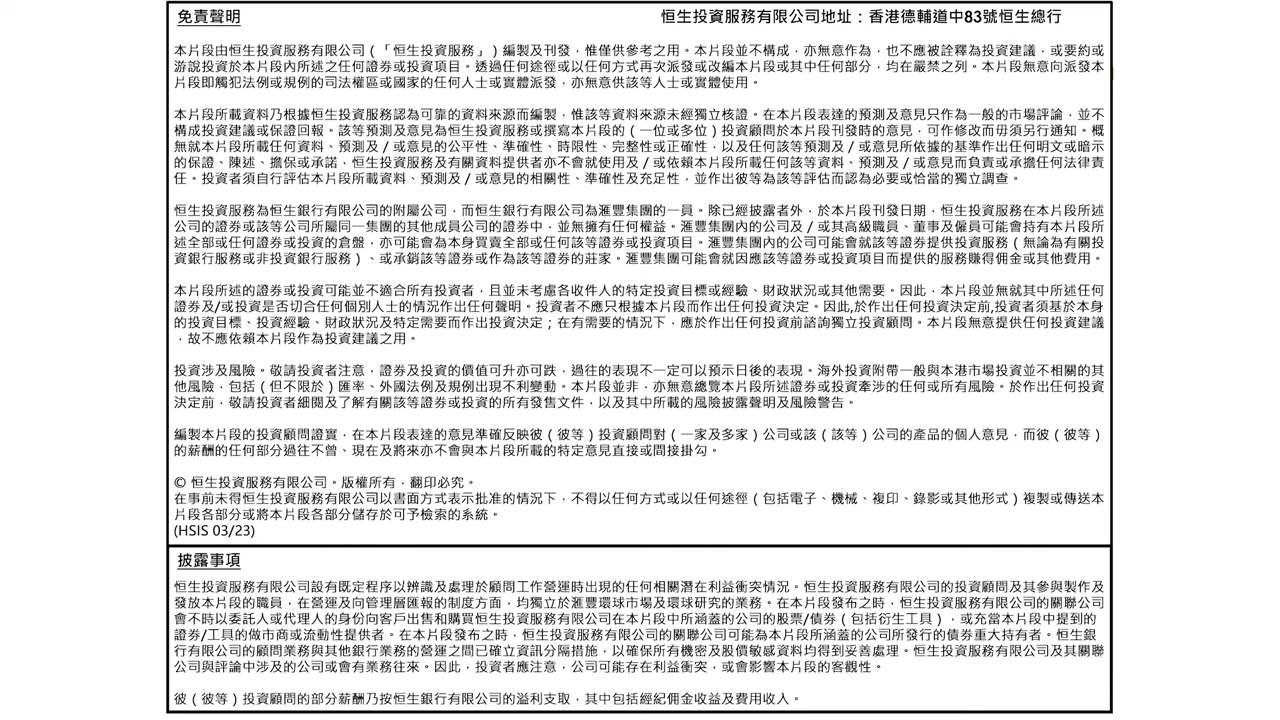 免責聲明 恒生投資服務有限公司地址：香港德輔道中83號恒生總行
本片段由恒生投資服務有限公司（「恒生投資服務」）編製及刊發，惟僅供參考之用。本片段並不構成，亦無意作為，也不應被詮釋為投資建議，或要約或
游說投資於本片段內所述之任何證券或投資項目。透過任何途徑或以任何方式再次派發或改編本片段或其中任何部分，均在嚴禁之列。本片段無意向派發本
片段即觸犯法例或規例的司法權區或國家的任何人士或實體派發，亦無意供該等人士或實體使用。
本片段所載資料乃根據恒生投資服務認為可靠的資料來源而編製，惟該等資料來源未經獨立核證。在本片段表達的預測及意見只作為一般的市場評論，並不
構成投資建議或保證回報。該等預測及意見為恒生投資服務或撰寫本片段的（一位或多位）投資顧問於本片段刊發時的意見，可作修改而毋須另行通知。概
無就本片段所載任何資料、預測及／或意見的公平性、準確性、時限性、完整性或正確性，以及任何該等預測及／或意見所依據的基準作出任何明文或暗示
的保證、陳述、擔保或承諾，恒生投資服務及有關資料提供者亦不會就使用及／或依賴本片段所載任何該等資料、預測及／或意見而負責或承擔任何法律責
任。投資者須自行評估本片段所載資料、預測及／或意見的相關性、準確性及充足性，並作出彼等為該等評估而認為必要或恰當的獨立調查。
恒生投資服務為恒生銀行有限公司的附屬公司，而恒生銀行有限公司為滙豐集團的一員。除已經披露者外，於本片段刊發日期，恒生投資服務在本片段所述
公司的證券或該等公司所屬同一集團的其他成員公司的證券中，並無擁有任何權益。滙豐集團內的公司及／或其高級職員、董事及僱員可能會持有本片段所
述全部或任何證券或投資的倉盤，亦可能會為本身買賣全部或任何該等證券或投資項目。滙豐集團內的公司可能會就該等證券提供投資服務（無論為有關投
資銀行服務或非投資銀行服務）、或承銷該等證券或作為該等證券的莊家。滙豐集團可能會就因應該等證券或投資項目而提供的服務賺得佣金或其他費用。
本片段所述的證券或投資可能並不適合所有投資者，且並未考慮各收件人的特定投資目標或經驗、財政狀況或其他需要。因此，本片段並無就其中所述任何
證券及/或投資是否切合任何個別人士的情況作出任何聲明。投資者不應只根據本片段而作出任何投資決定。因此,於作出任何投資決定前,投資者須基於本身
的投資目標、投資經驗、財政狀況及特定需要而作出投資決定；在有需要的情況下，應於作出任何投資前諮詢獨立投資顧問。本片段無意提供任何投資建議
，故不應依賴本片段作為投資建議之用。
投資涉及風險。敬請投資者注意，證券及投資的價值可升亦可跌，過往的表現不一定可以預示日後的表現。海外投資附帶一般與本港市場投資並不相關的其
他風險，包括（但不限於）匯率、外國法例及規例出現不利變動。本片段並非，亦無意總覽本片段所述證券或投資牽涉的任何或所有風險。於作出任何投資
決定前，敬請投資者細閱及了解有關該等證券或投資的所有發售文件，以及其中所載的風險披露聲明及風險警告。
編製本片段的投資顧問證實，在本片段表達的意見準確反映彼（彼等）投資顧問對（一家及多家）公司或該（該等）公司的產品的個人意見，而彼（彼等）
的薪酬的任何部分過往不曾、現在及將來亦不會與本片段所載的特定意見直接或間接掛勾。
© 恒生投資服務有限公司。版權所有，翻印必究。
在事前未得恒生投資服務有限公司以書面方式表示批准的情況下，不得以任何方式或以任何途徑（包括電子、機械、複印、錄影或其他形式）複製或傳送本
片段各部分或將本片段各部分儲存於可予檢索的系統。
(HSIS 03/23)
披露事項
恒生投資服務有限公司設有既定程序以辨識及處理於顧問工作營運時出現的任何相關潛在利益衝突情況。恒生投資服務有限公司的投資顧問及其參與製作及
發放本片段的職員，在營運及向管理層匯報的制度方面，均獨立於滙豐環球市場及環球研究的業務。在本片段發布之時，恒生投資服務有限公司的關聯公司
會不時以委託人或代理人的身份向客戶出售和購買恒生投資服務有限公司在本片段中所涵蓋的公司的股票/債券（包括衍生工具），或充當本片段中提到的
證券/工具的做市商或流動性提供者。在本片段發布之時，恒生投資服務有限公司的關聯公司可能為本片段所涵蓋的公司所發行的債券重大持有者。恒生銀
行有限公司的顧問業務與其他銀行業務的營運之間已確立資訊分隔措施，以確保所有機密及股價敏感資料均得到妥善處理。恒生投資服務有限公司及其關聯
公司與評論中涉及的公司或會有業務往來。因此，投資者應注意，公司可能存在利益衝突，或會影響本片段的客觀性。
彼（彼等）投資顧問的部分薪酬乃按恒生銀行有限公司的溢利支取，其中包括經紀佣金收益及費用收入。